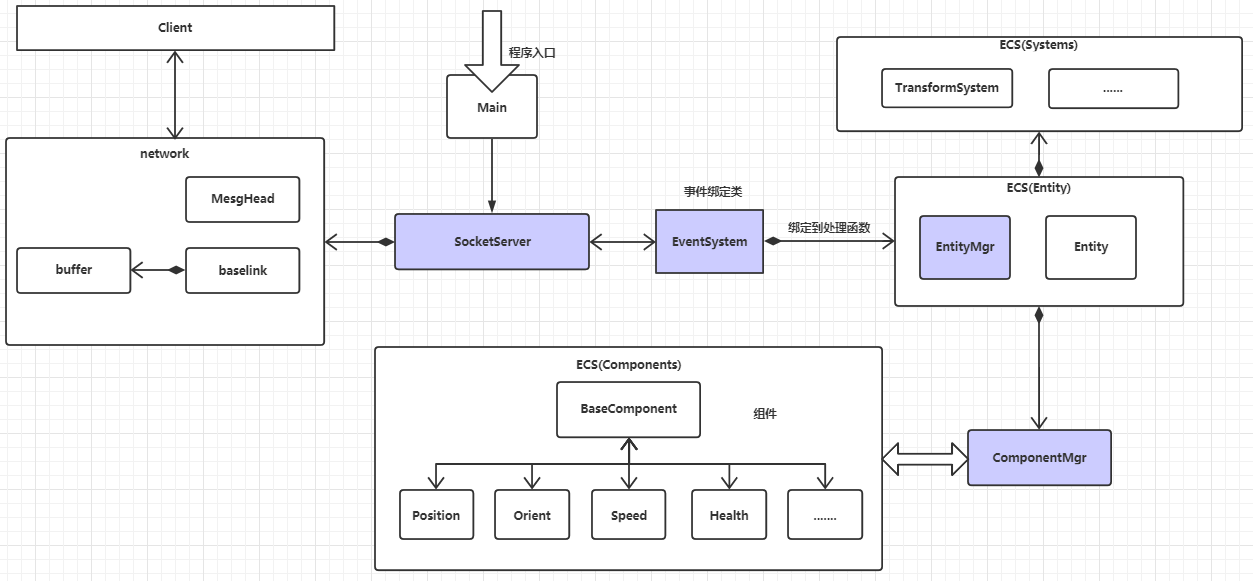 Client
程序入口
Main
network
MesgHead
buffer
baselink
SocketServer
事件绑定类
EventSystem
绑定到处理函数
ECS(Systems)
TransformSystem
......
ECS(Entity)
EntityMgr
Entity
ECS(Components)
BaseComponent
组件
Position
Orient
Speed
Health
.......
ComponentMgr